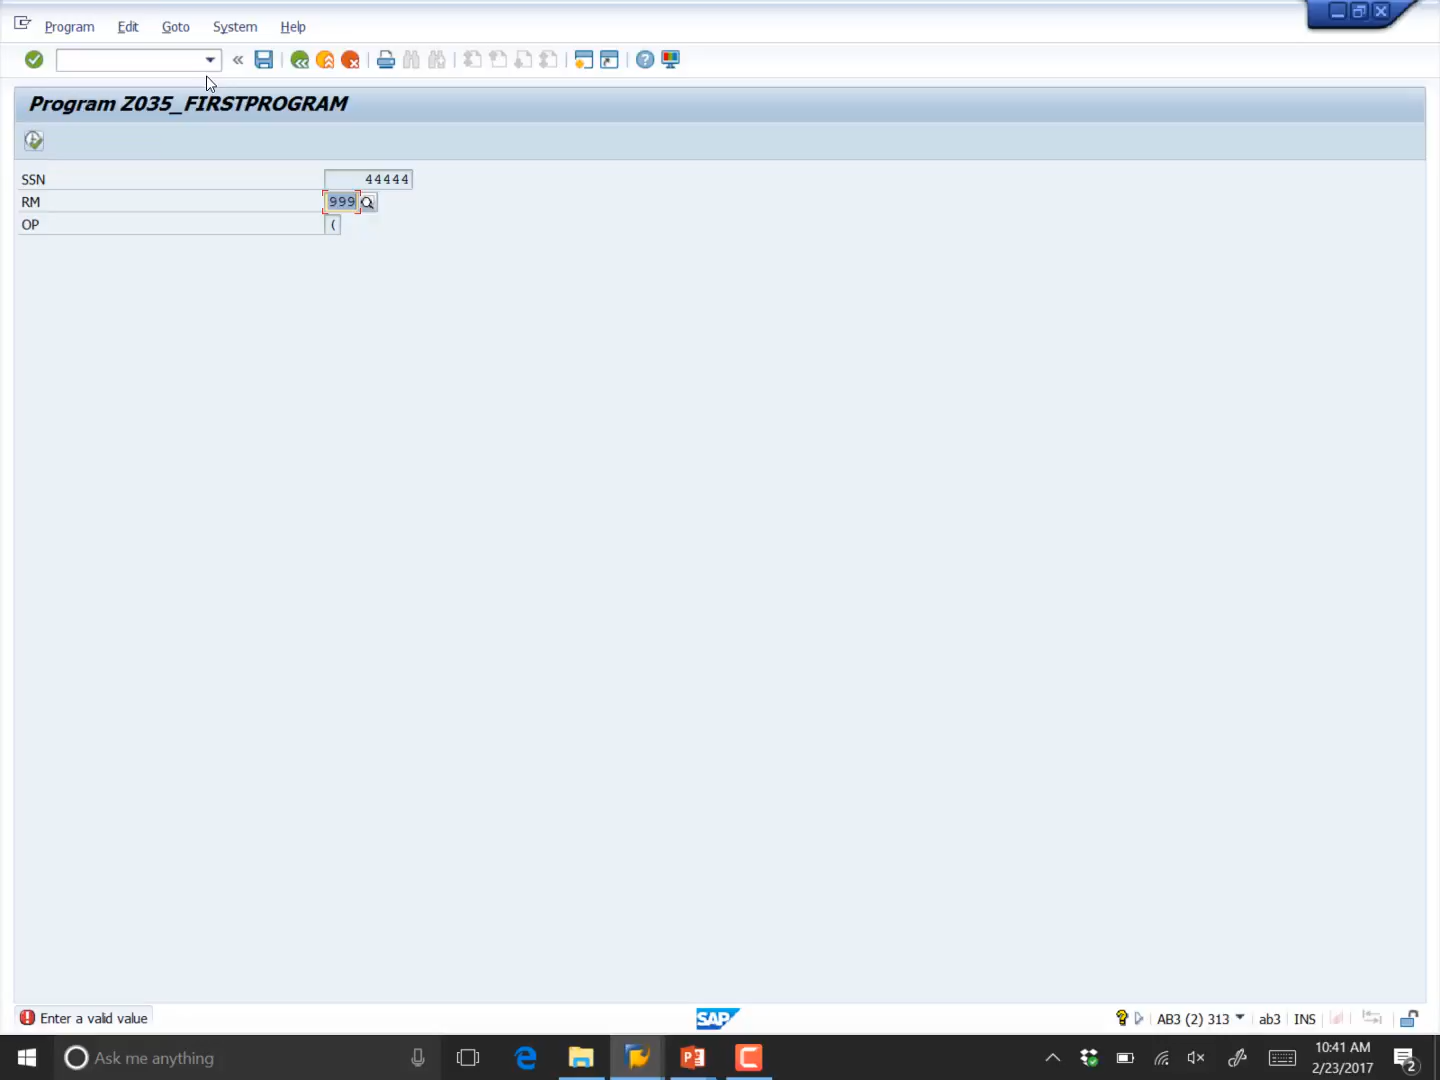 Program Edit Goto System Help
Program Z035_FIRSTPROGRAM
SSN 44444
RM 999
OP (
Enter a valid value
SAP
AB3 (2) 313 ab3 INS
Ask me anything
10:41 AM
2/23/2017
2